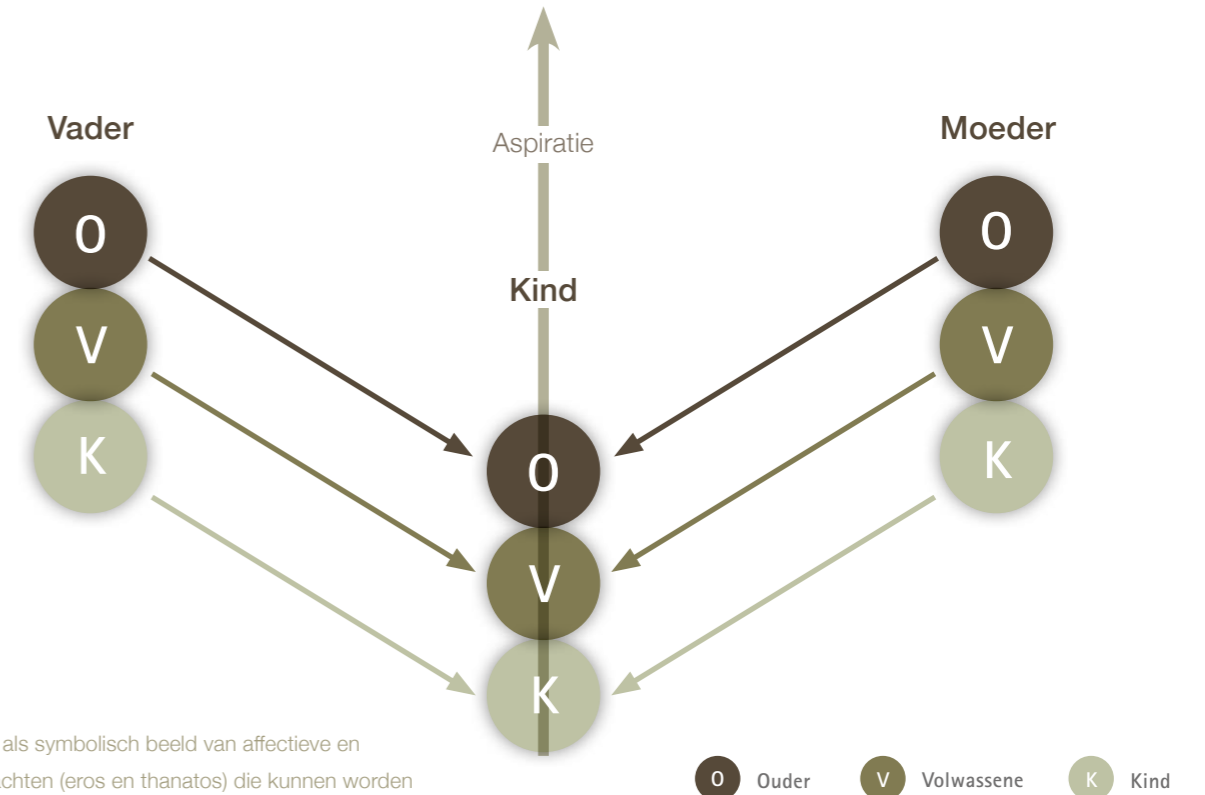 Vader
Aspiratie
Moeder
O
O
V
Kind
V
K
K
O
V
K
als symbolisch beeld van affectieve en
achten (eros en thanatos) die kunnen worden
O Ouder V Volwassene K Kind